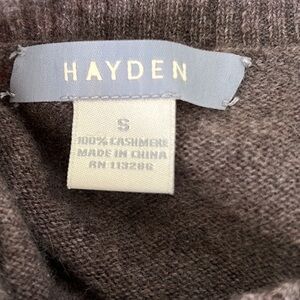 HAYDEN
S
100% CASHMERE
MADE IN CHINA
RN 113286